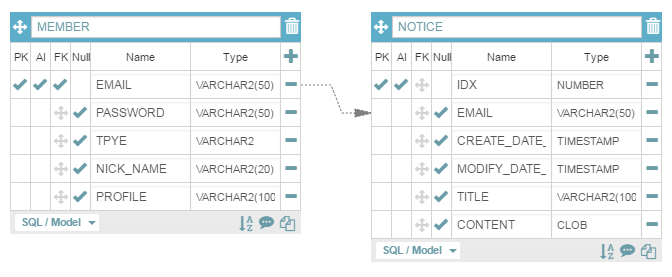 MEMBER
PK AI FK Null Name Type
EMAIL VARCHAR2(50)
PASSWORD VARCHAR2(50)
TPYE VARCHAR2
NICK_NAME VARCHAR2(20)
PROFILE VARCHAR2(100
SQL / Model
NOTICE
PK AI FK Null Name Type
IDX NUMBER
EMAIL VARCHAR2(50)
CREATE_DATE_ TIMESTAMP
MODIFY_DATE_ TIMESTAMP
TITLE VARCHAR2(100
CONTENT CLOB
SQL / Model